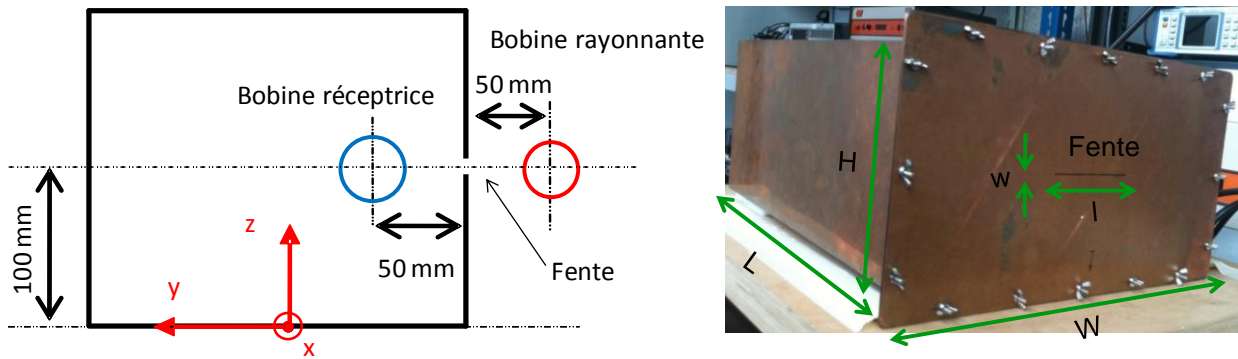 Bobine rayonnante
50 mm
Bobine réceptrice
100 mm
z
50 mm
Fente
y
x
H
Fente
w
l
L
W